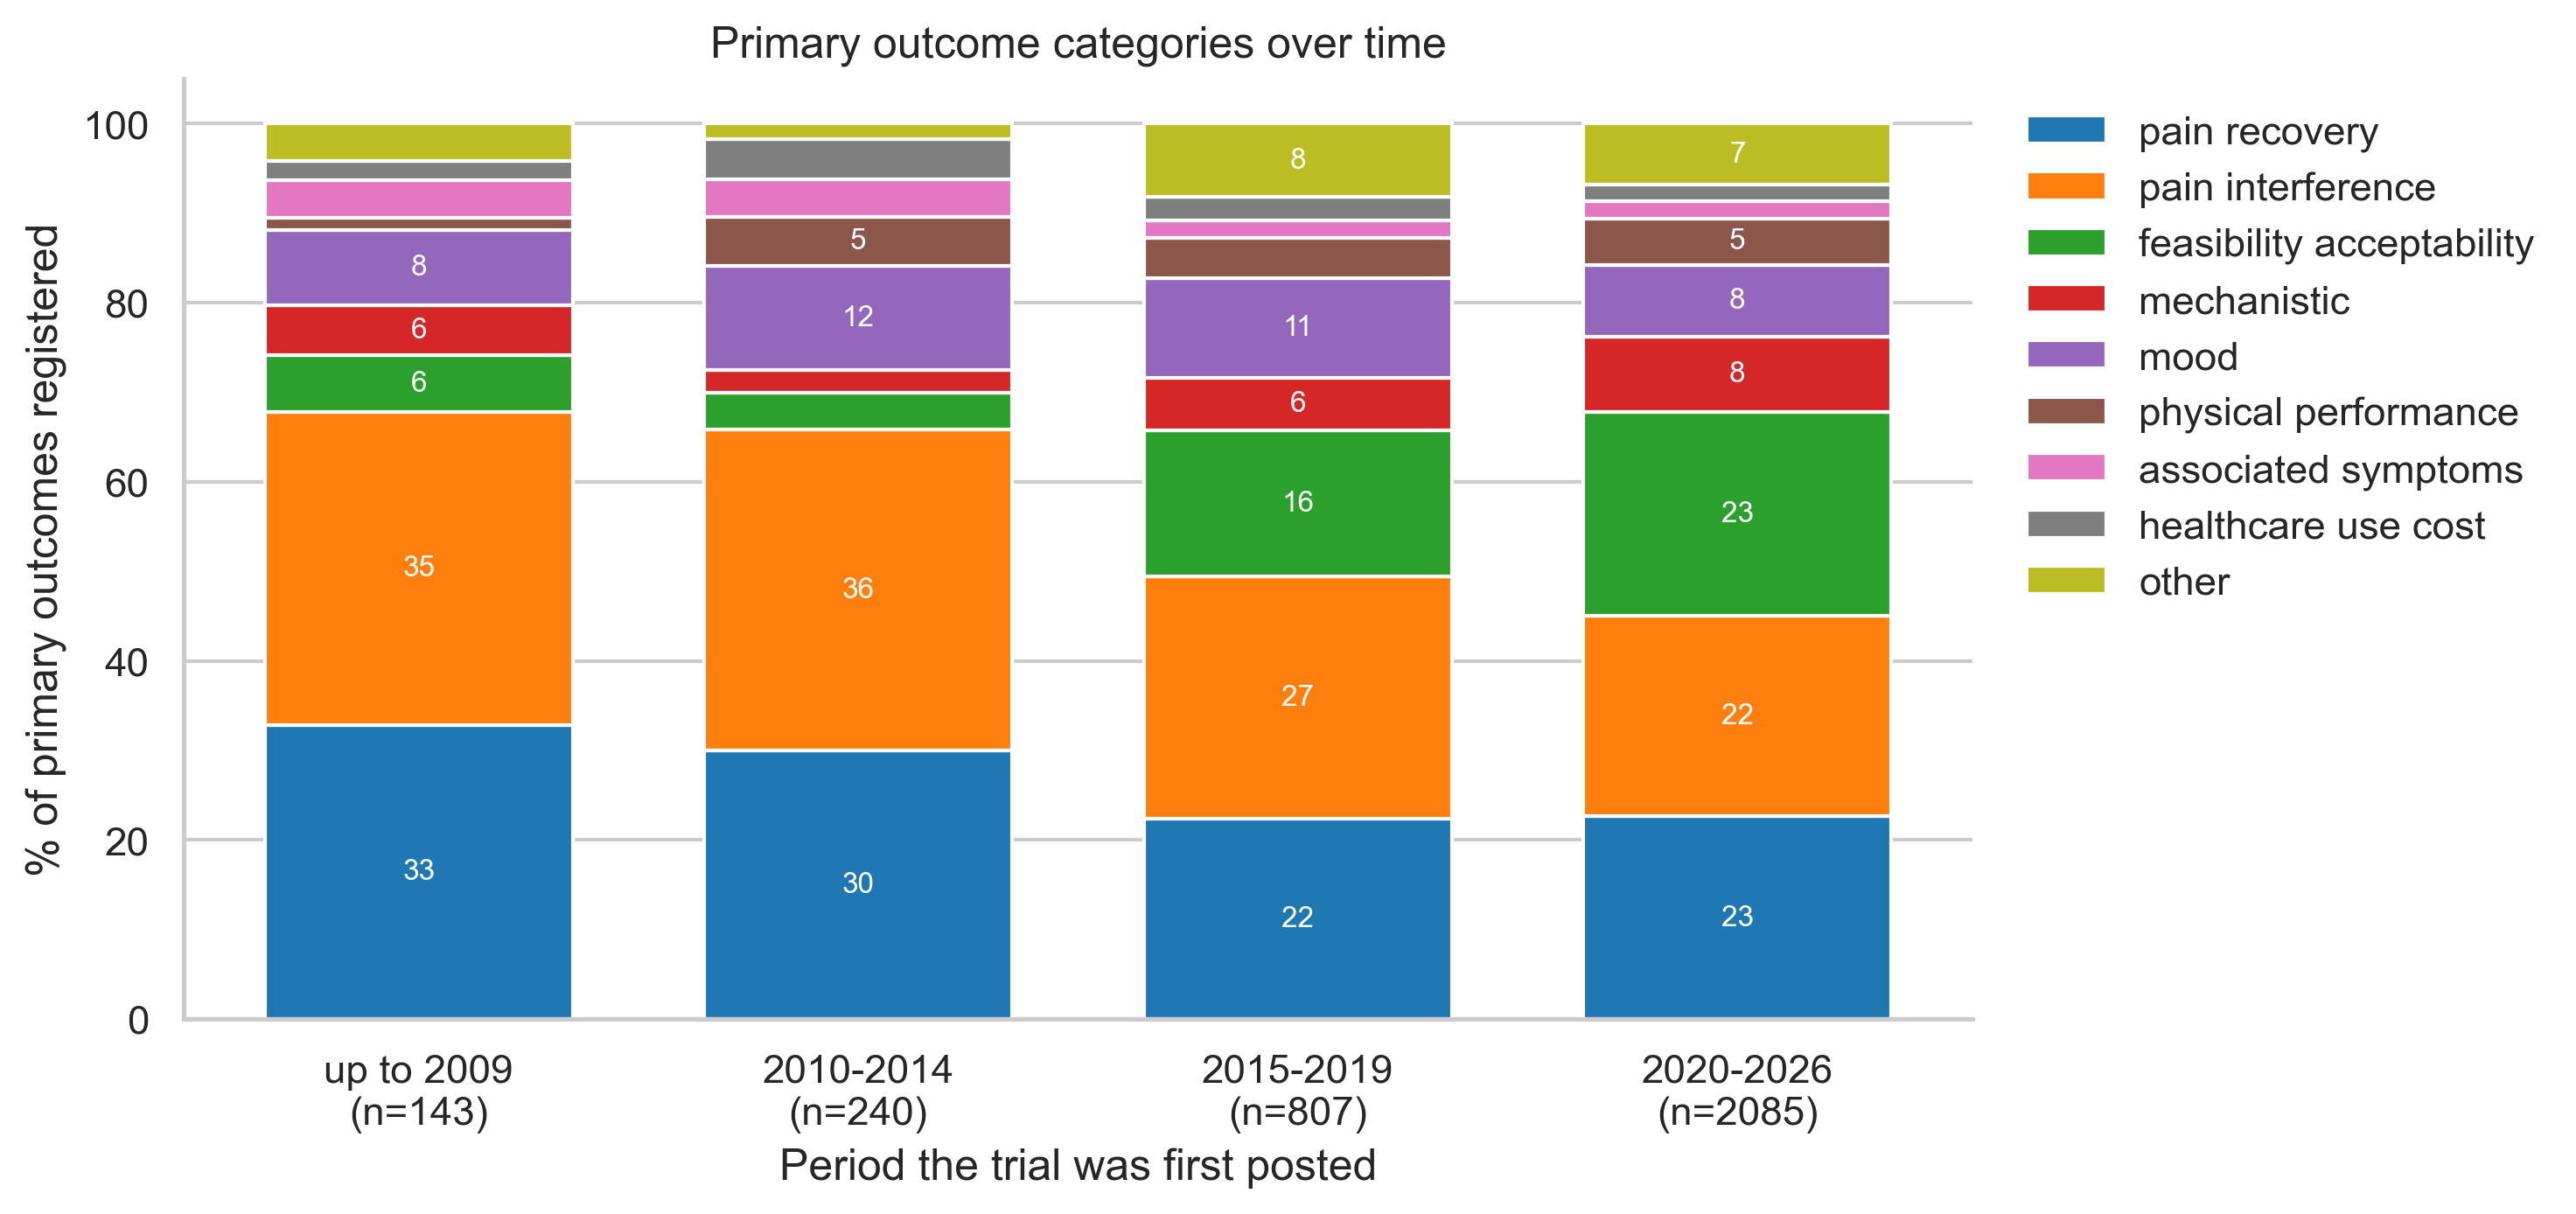 Primary outcome categories over time
% of primary outcomes registered
100
80
60
40
20
0
33
35
6
6
8
30
36
12
5
22
27
16
6
11
8
23
22
23
8
8
5
7
up to 2009
(n=143)
2010-2014
(n=240)
2015-2019
(n=807)
2020-2026
(n=2085)
Period the trial was first posted
pain recovery
pain interference
feasibility acceptability
mechanistic
mood
physical performance
associated symptoms
healthcare use cost
other